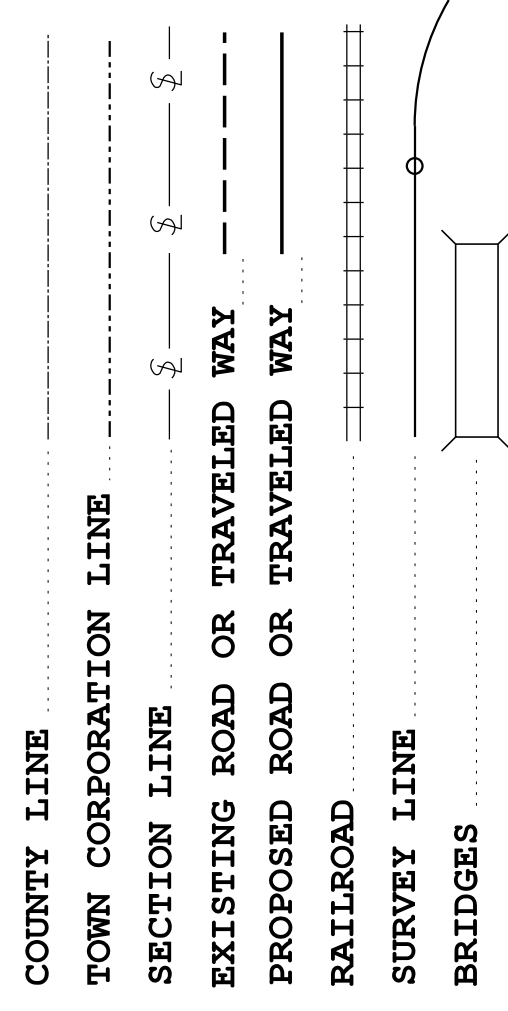 COUNTY LINE
TOWN CORPORATION LINE
SECTION LINE
EXISTING ROAD OR TRAVELED WAY
PROPOSED ROAD OR TRAVELED WAY
RAILROAD
SURVEY LINE
BRIDGES